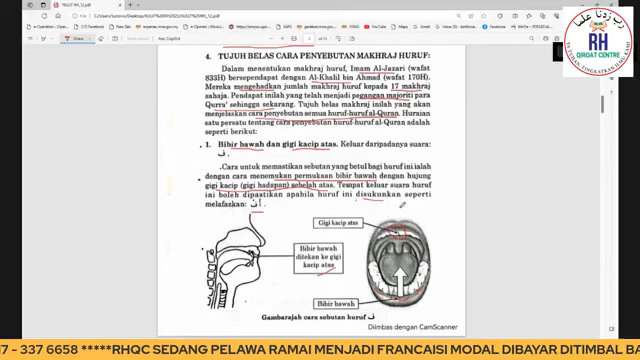 RH
QIROAT CENTRE
4. TUJUH BELAS CARA PENYEBUTAN MAKHRAJ HURUF:
Dalam menentukan makhraj huruf, Imam Al-Jazari (wafat
833H) bersependapat dengan Al-Khalil bin Ahmad (wafat 170H).
Mereka mengehadkan jumlah makhraj huruf kepada 17 makhraj
sahaja. Pendapat inilah yang telah menjadi pegangan majoriti para
Qurra' sehingga sekarang. Tujuh belas makhraj inilah yang akan
menjelaskan cara penyebutan semua huruf-huruf al-Quran. Huraian
satu persatu tentang cara penyebutan huruf-huruf al-Quran adalah
seperti berikut:
1. Bibir bawah dan gigi kacip atas. Keluar daripadanya suara:
ف.
Cara untuk memastikan sebutan yang betul bagi huruf ini ialah
dengan cara menemukan permukaan bibir bawah dengan hujung
gigi kacip (gigi hadapan) sebelah atas. Tempat keluar suara huruf
ini boleh dipastikan apabila huruf ini disukunkan seperti
melafazkan: أف.
Gigi kacip atas
Bibir bawah
ditekan ke gigi
kacip atas
Bibir bawah
Gambarajah cara sebutan huruf ف
Diimbas dengan CamScanner
07 - 337 6658 *****RHQC SEDANG PELAWA RAMAI MENJADI FRANCAISI MODAL DIBAYAR DITIMBAL BA